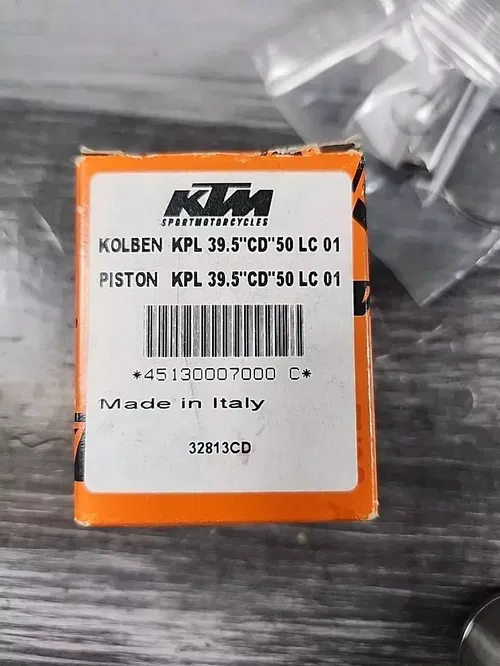 KTM
SPORTMOTORCYCLES
KOLBEN KPL 39.5"CD"50 LC 01
PISTON KPL 39.5"CD"50 LC 01
*45130007000 C*
Made in Italy
32813CD